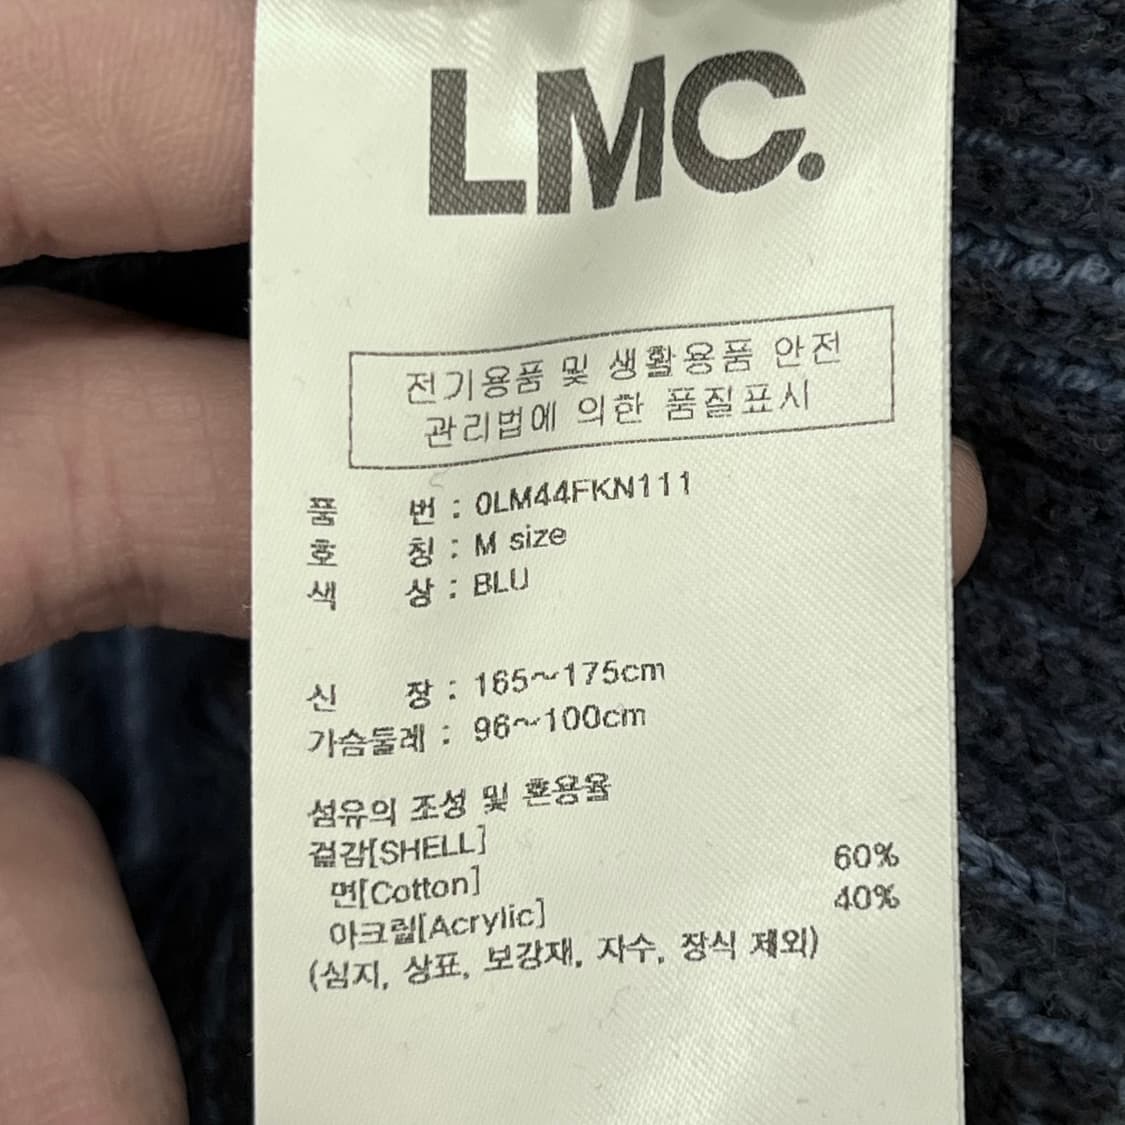 LMC.
전기용품 및 생활용품 안전
관리법에 의한 품질표시
품 번 : 0LM44FKN111
호 칭 : M size
색 상 : BLU
신 장 : 165~175cm
가슴둘레 : 96~100cm
섬유의 조성 및 혼용율
겉감[SHELL]
면[Cotton] 60%
아크릴[Acrylic] 40%
(심지, 상표, 보강재, 자수, 장식 제외)